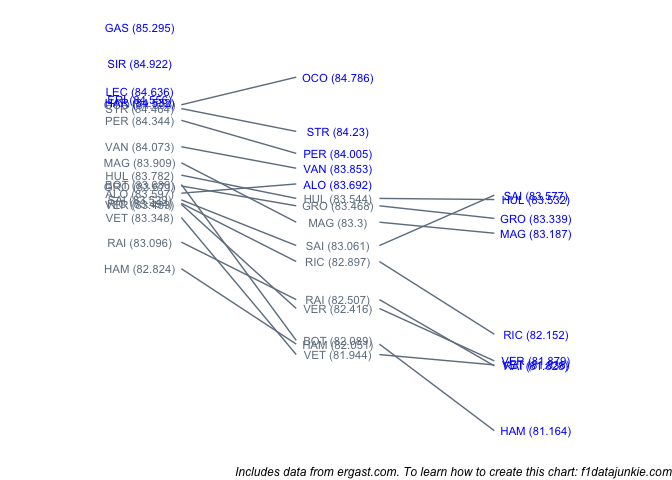 GAS (85.295)
SIR (84.922)
LEC (84.636)
STR (84.484)
PER (84.344)
VAN (84.073)
MAG (83.909)
HUL (83.782)
ALO (83.597)
VET (83.348)
RAI (83.096)
HAM (82.824)
OCO (84.786)
STR (84.23)
PER (84.005)
VAN (83.853)
ALO (83.692)
HUL (83.544)
GRO (83.468)
MAG (83.3)
SAI (83.061)
RIC (82.897)
RAI (82.507)
VER (82.416)
BOT (82.089)
HAM (82.051)
VET (81.944)
SAI (83.577)
HUL (83.532)
GRO (83.339)
MAG (83.187)
RIC (82.152)
VER (81.879)
HAM (81.164)
Includes data from ergast.com. To learn how to create this chart: f1datajunkie.com